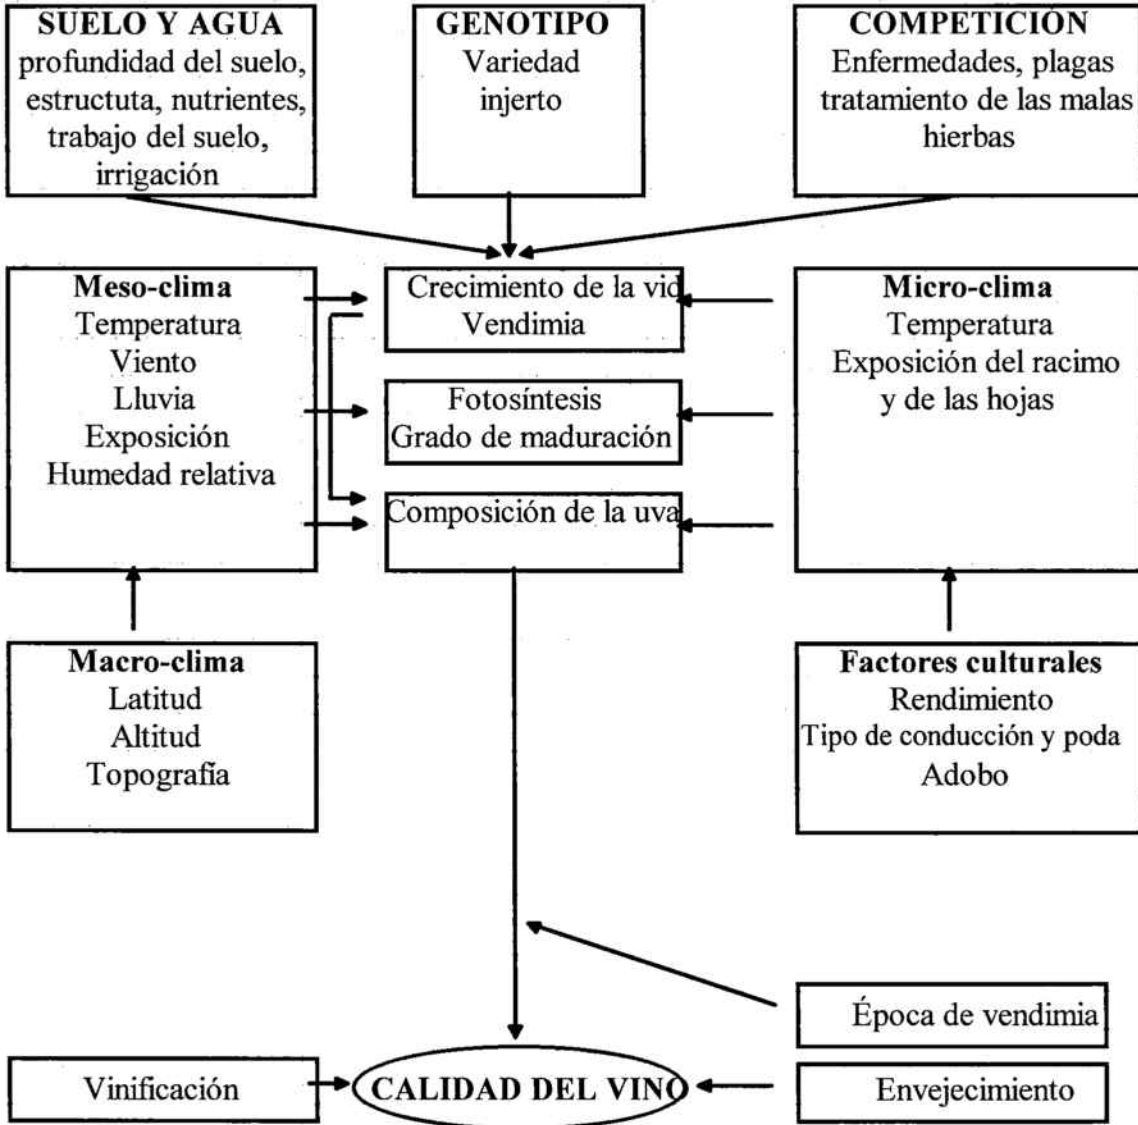 SUELO Y AGUA
profundidad del suelo,
estructuta, nutrientes,
trabajo del suelo,
irrigación
GENOTIPO
Variedad
injerto
COMPETICIÓN
Enfermedades, plagas
tratamiento de las malas
hierbas
Meso-clima
Temperatura
Viento
Lluvia
Exposición
Humedad relativa
Crecimiento de la vid
Vendimia
Fotosíntesis
Grado de maduración
Composición de la uva
Micro-clima
Temperatura
Exposición del racimo
y de las hojas
Macro-clima
Latitud
Altitud
Topografía
Factores culturales
Rendimiento
Tipo de conducción y poda
Adobo
Época de vendimia
Vinificación
CALIDAD DEL VINO
Envejecimiento